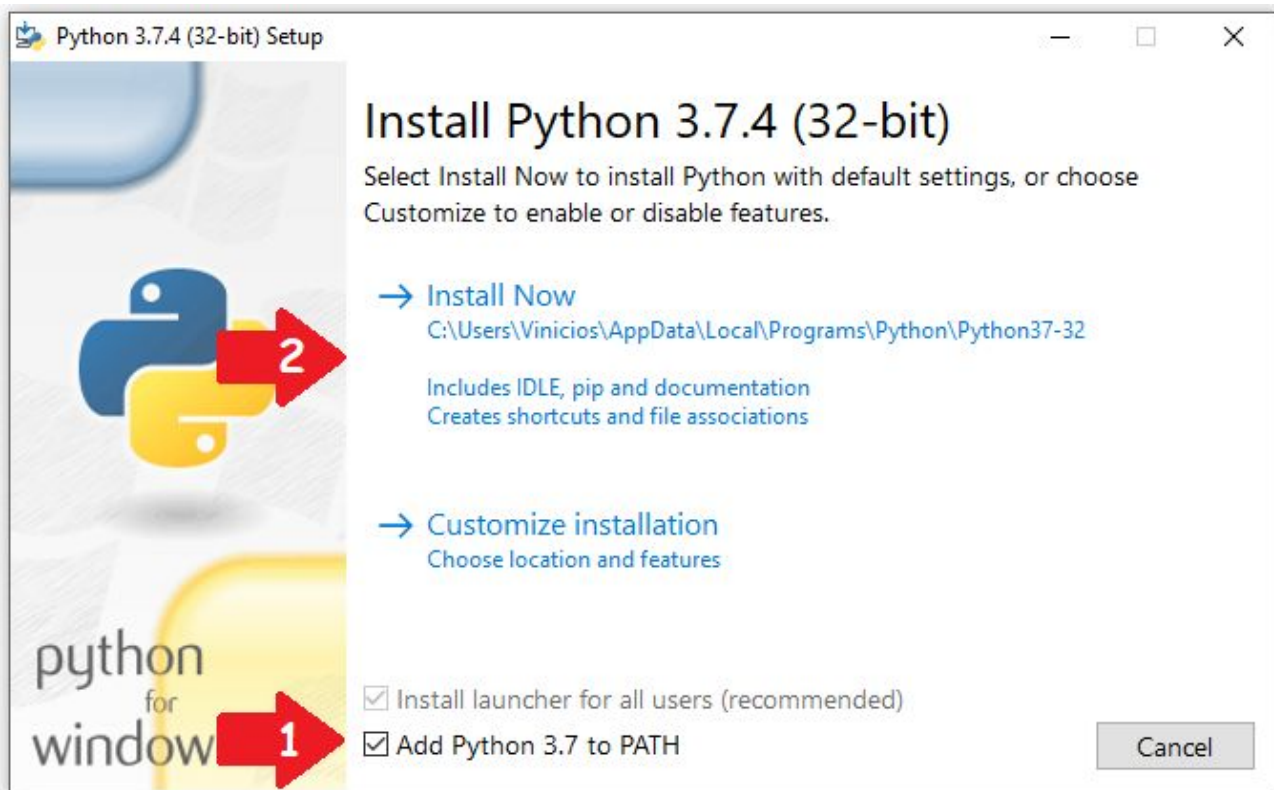 Python 3.7.4 (32-bit) Setup
Install Python 3.7.4 (32-bit)
Select Install Now to install Python with default settings, or choose
Customize to enable or disable features.
Install Now
C:\Users\Vinicios\AppData\Local\Programs\Python\Python37-32
2
Includes IDLE, pip and documentation
Creates shortcuts and file associations
Customize installation
Choose location and features
python
for
window
Install launcher for all users (recommended)
1
Add Python 3.7 to PATH
Cancel